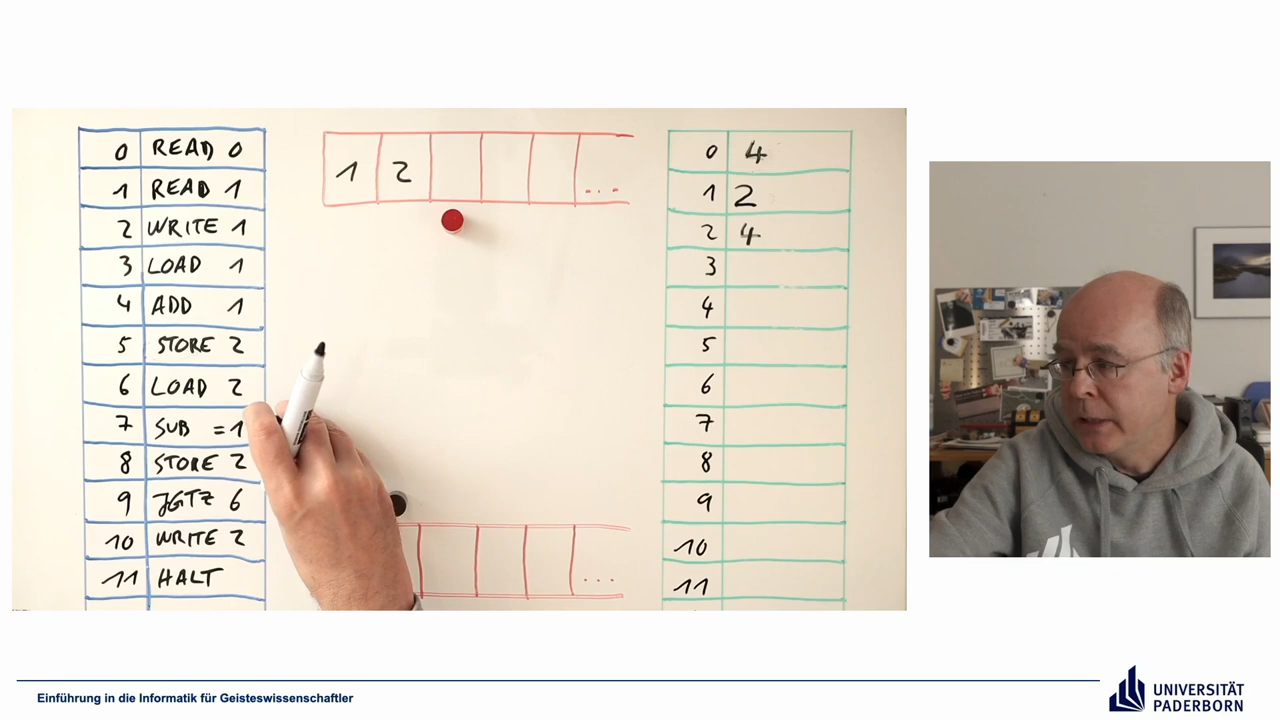 0 READ 0
1 READ 1
2 WRITE 1
3 LOAD 1
4 ADD 1
5 STORE 2
6 LOAD 2
7 SUB =1
8 STORE 2
9 JGTZ 6
10 WRITE 2
11 HALT
1 2 ...
...
0 4
1 2
2 4
3
4
5
6
7
8
9
10
11
Einführung in die Informatik für Geisteswissenschaftler
UNIVERSITÄT
PADERBORN